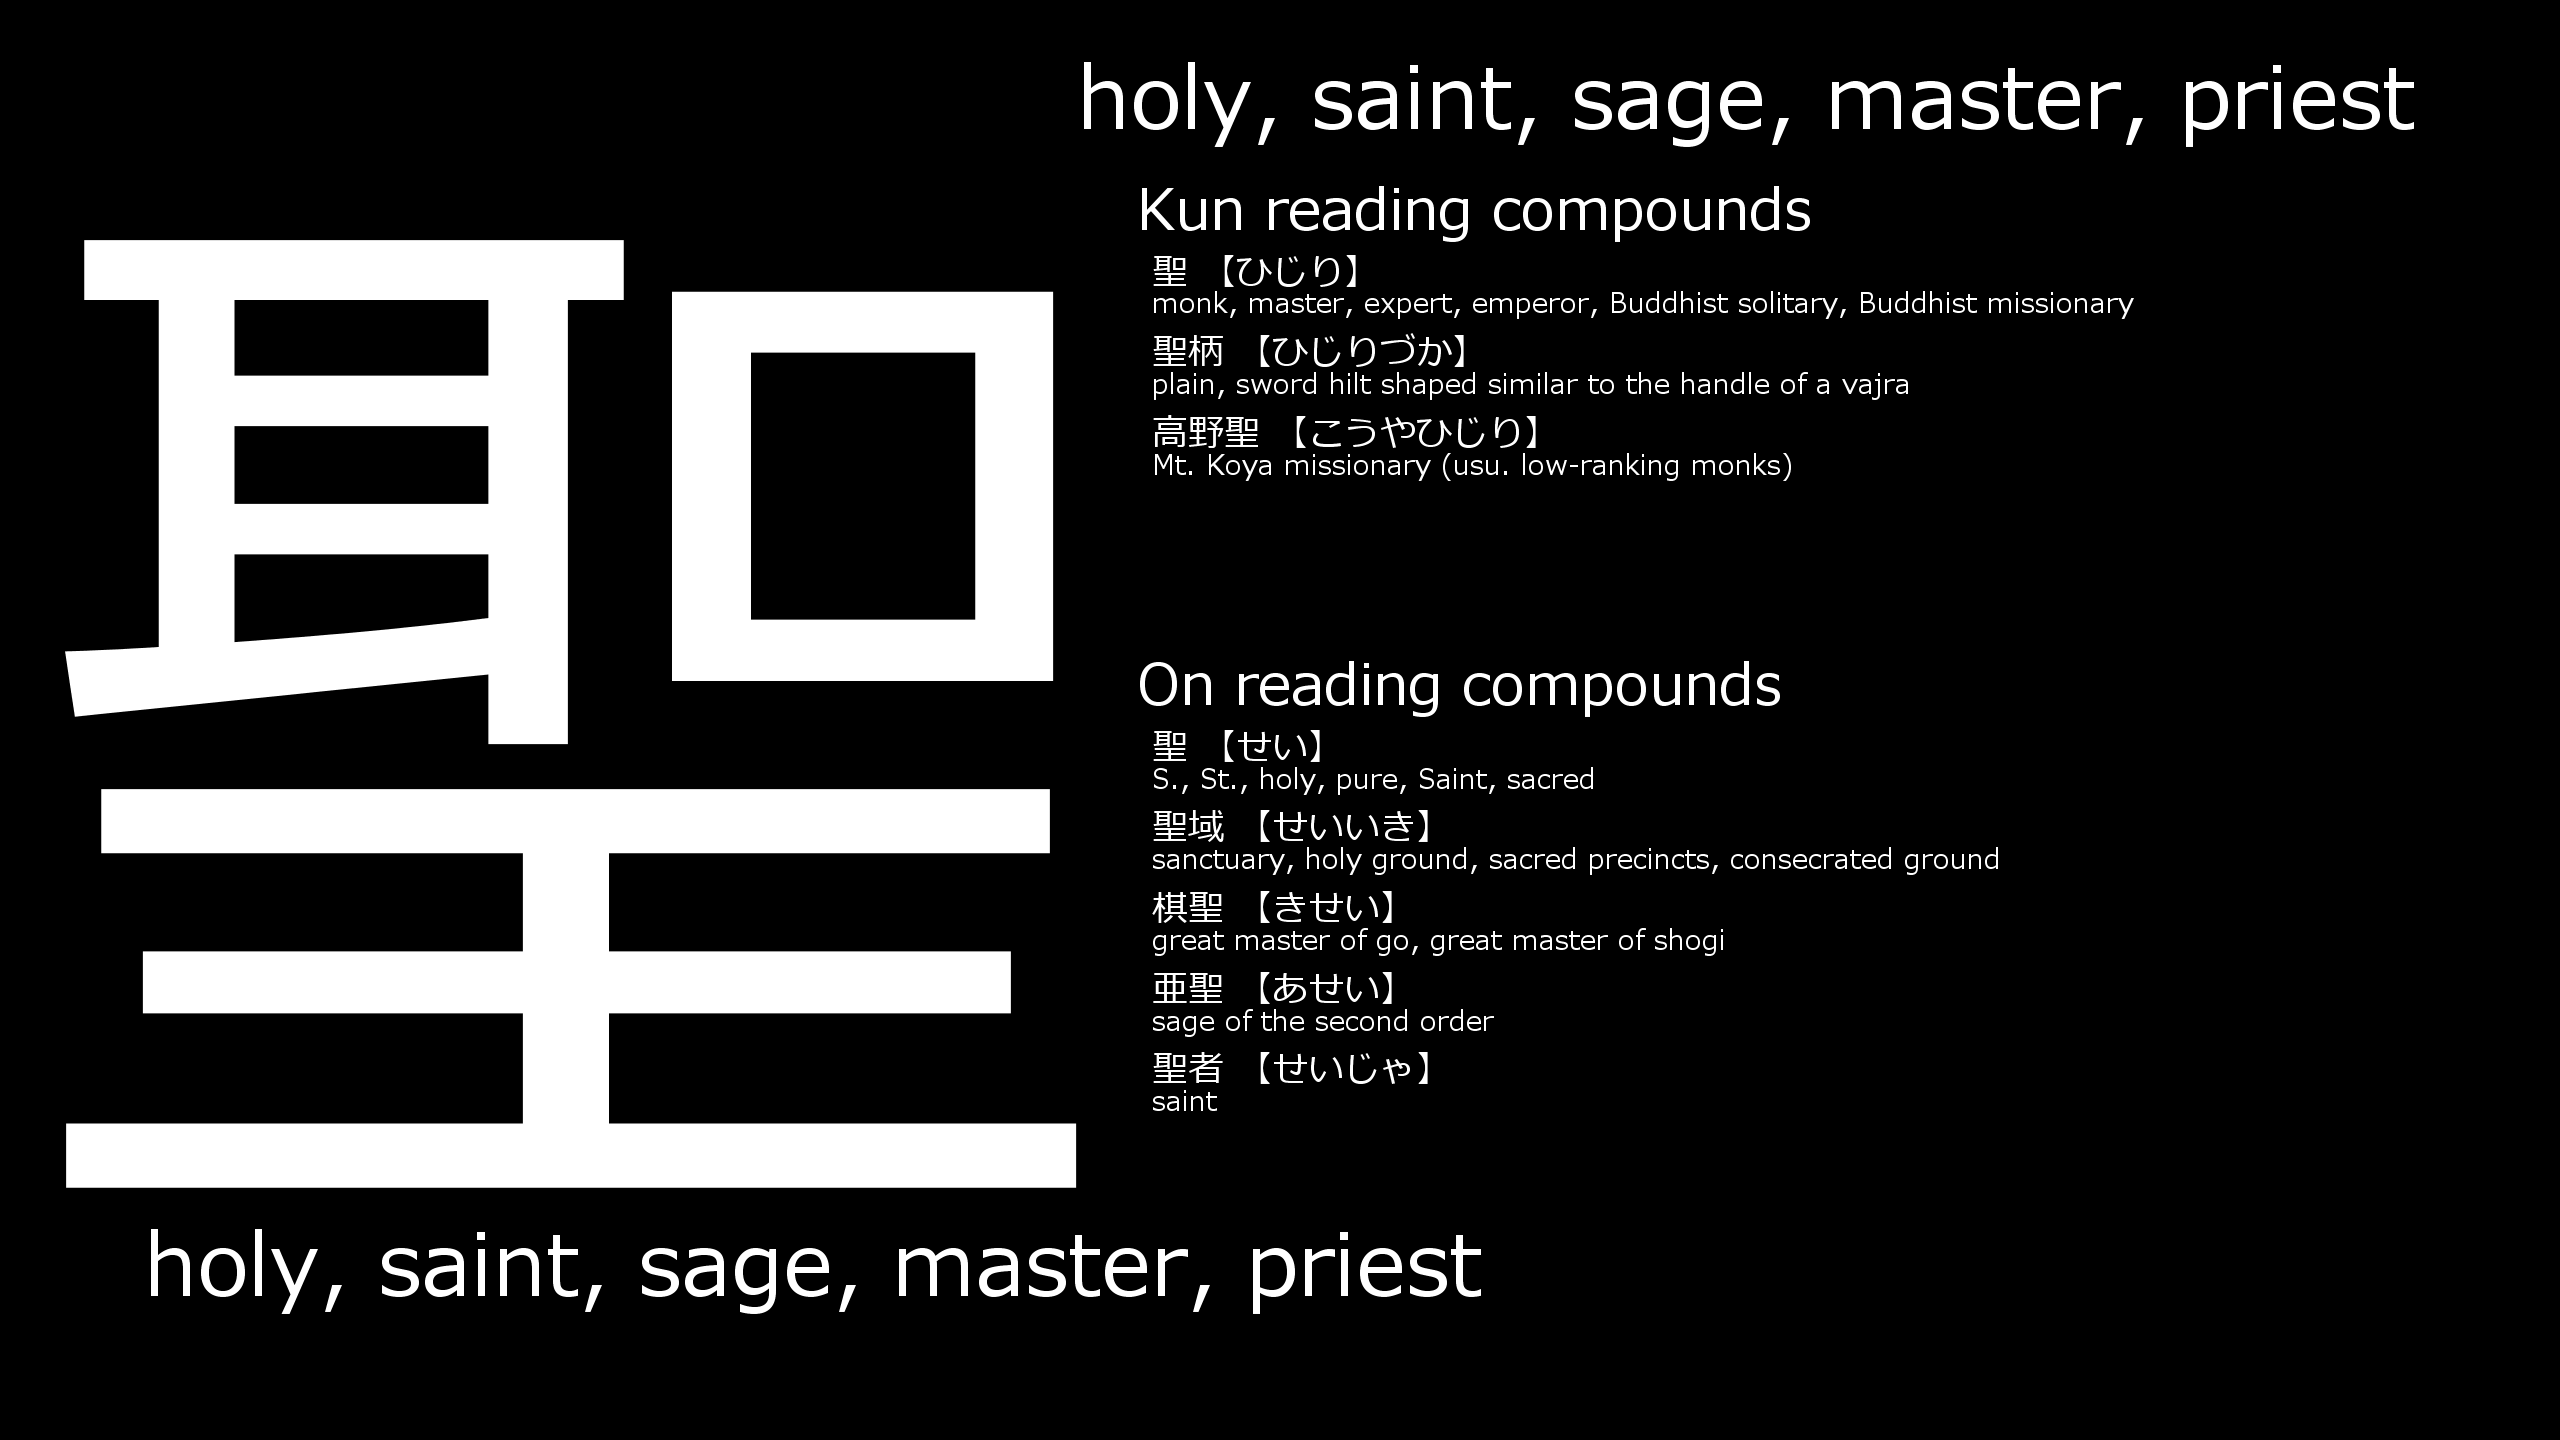 聖
holy, saint, sage, master, priest
Kun reading compounds
聖 【ひじり】
monk, master, expert, emperor, Buddhist solitary, Buddhist missionary
聖柄 【ひじりづか】
plain, sword hilt shaped similar to the handle of a vajra
高野聖 【こうやひじり】
Mt. Koya missionary (usu. low-ranking monks)
On reading compounds
聖 【せい】
S., St., holy, pure, Saint, sacred
聖域 【せいいき】
sanctuary, holy ground, sacred precincts, consecrated ground
棋聖 【きせい】
great master of go, great master of shogi
亜聖 【あせい】
sage of the second order
聖者 【せいじゃ】
saint
holy, saint, sage, master, priest